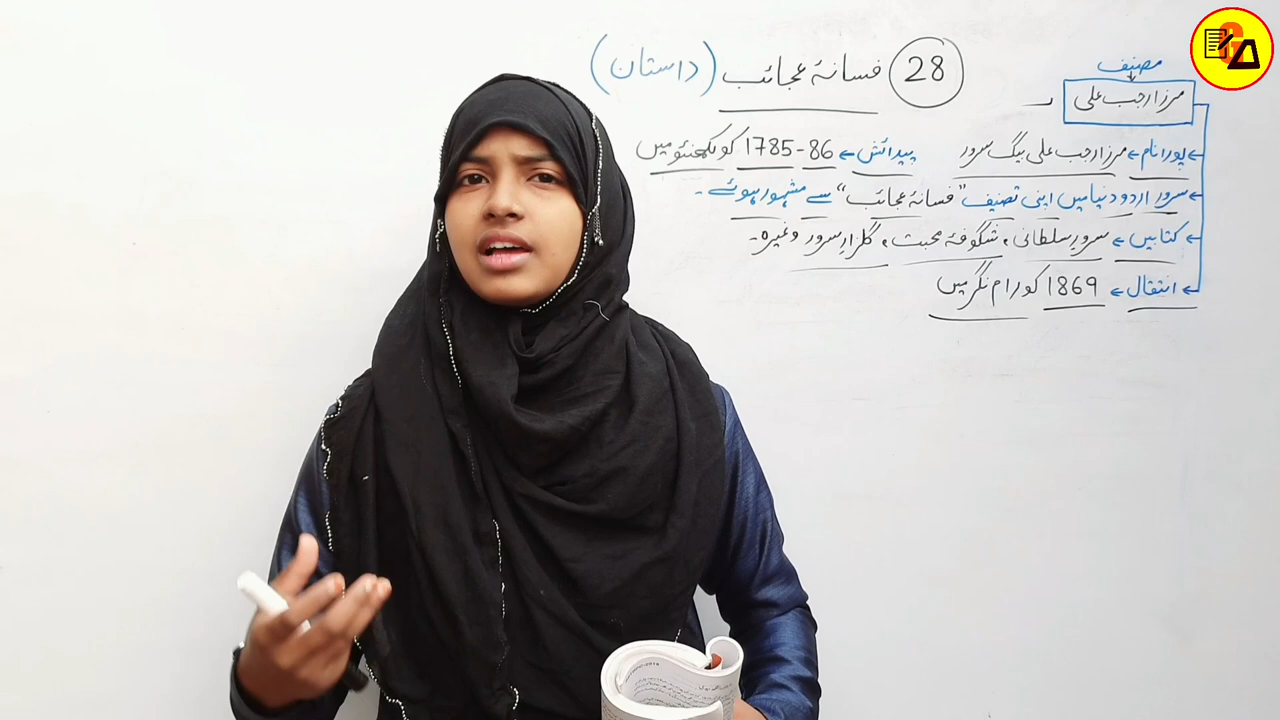 28 فسانۂ عجائب (داستان)
مصنف
مرزا رجب علی
پورا نام ← مرزا رجب علی بیگ سرور
پیدائش ← 86-1785 کو لکھنئو میں
سرور اردو دنیا میں اپنی تصنیف "فسانۂ عجائب" سے مشہور ہوئے۔
کتابیں ← سرورِ سلطانی، شگوفۂ محبت، گلزارِ سرور وغیرہ۔
انتقال ← 1869 کو رام نگر میں